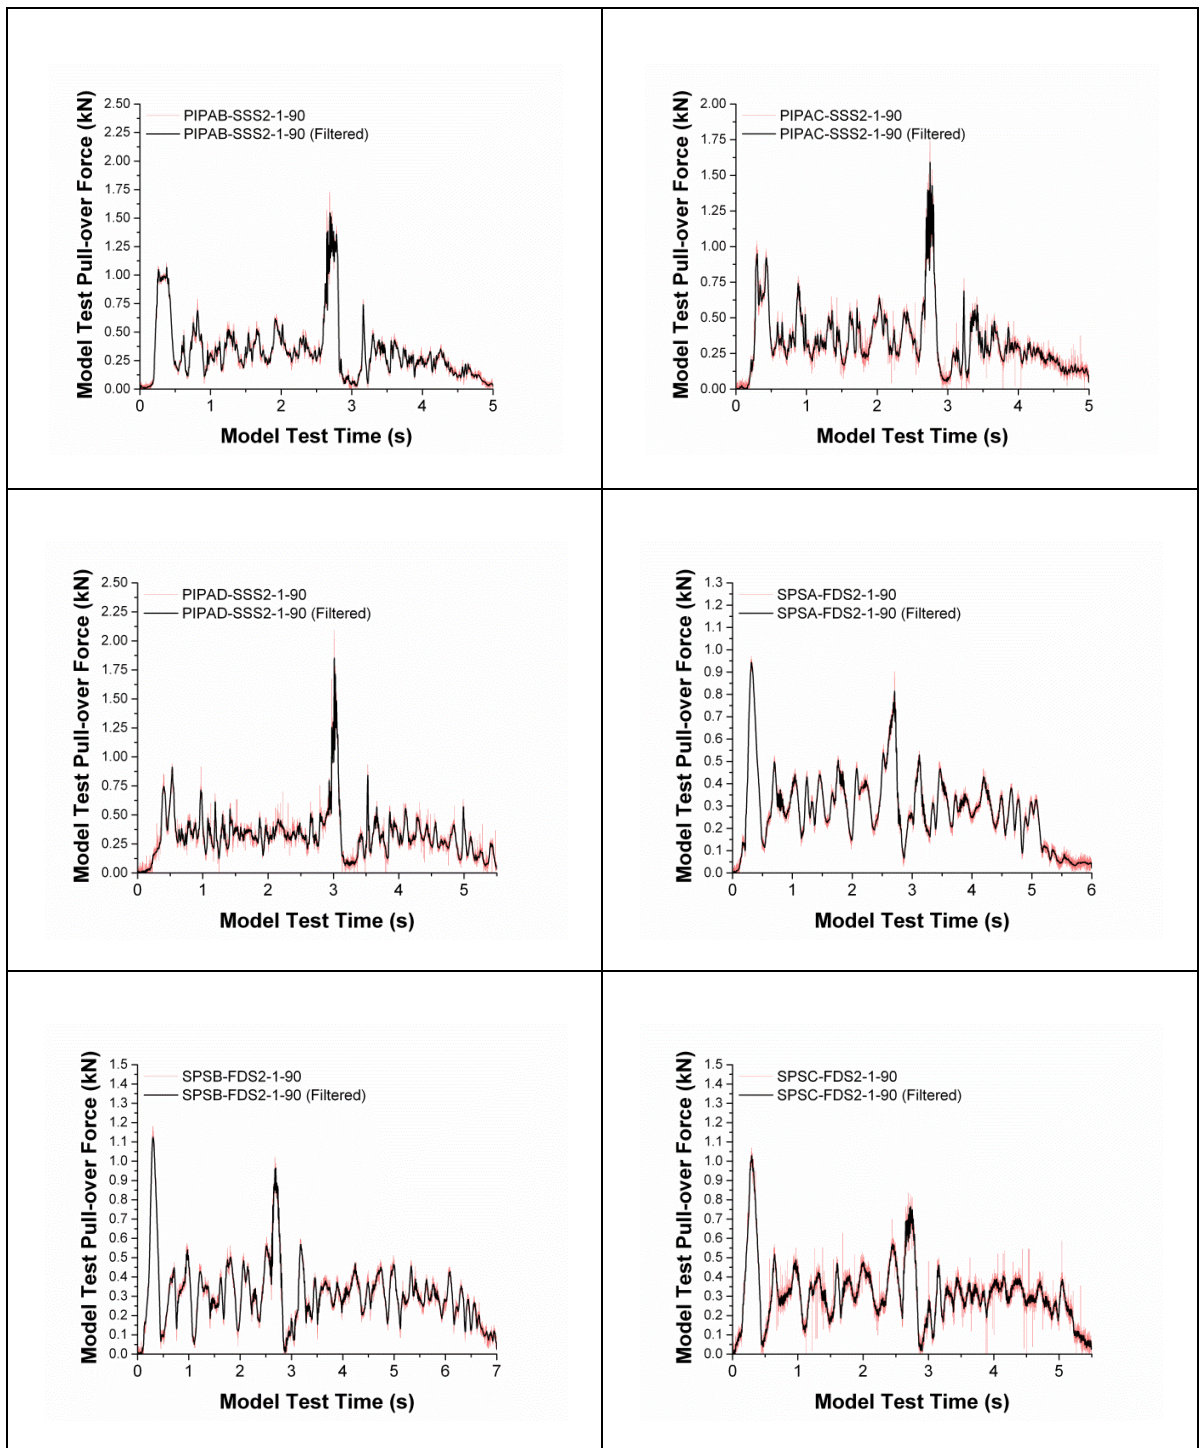 PIPAB-SSS2-1-90
PIPAB-SSS2-1-90 (Filtered)
2.50
2.25
2.00
1.75
1.50
1.25
1.00
0.75
0.50
0.25
0.00
Model Test Pull-over Force (kN)
0 1 2 3 4 5
Model Test Time (s)
PIPAC-SSS2-1-90
PIPAC-SSS2-1-90 (Filtered)
2.00
1.75
1.50
1.25
1.00
0.75
0.50
0.25
0.00
Model Test Pull-over Force (kN)
0 1 2 3 4 5
Model Test Time (s)
PIPAD-SSS2-1-90
PIPAD-SSS2-1-90 (Filtered)
2.50
2.25
2.00
1.75
1.50
1.25
1.00
0.75
0.50
0.25
0.00
Model Test Pull-over Force (kN)
0 1 2 3 4 5
Model Test Time (s)
SPSA-FDS2-1-90
SPSA-FDS2-1-90 (Filtered)
1.3
1.2
1.1
1.0
0.9
0.8
0.7
0.6
0.5
0.4
0.3
0.2
0.1
0.0
Model Test Pull-over Force (kN)
0 1 2 3 4 5 6
Model Test Time (s)
SPSB-FDS2-1-90
SPSB-FDS2-1-90 (Filtered)
1.5
1.4
1.3
1.2
1.1
1.0
0.9
0.8
0.7
0.6
0.5
0.4
0.3
0.2
0.1
0.0
Model Test Pull-over Force (kN)
0 1 2 3 4 5 6 7
Model Test Time (s)
SPSC-FDS2-1-90
SPSC-FDS2-1-90 (Filtered)
1.5
1.4
1.3
1.2
1.1
1.0
0.9
0.8
0.7
0.6
0.5
0.4
0.3
0.2
0.1
0.0
Model Test Pull-over Force (kN)
0 1 2 3 4 5
Model Test Time (s)